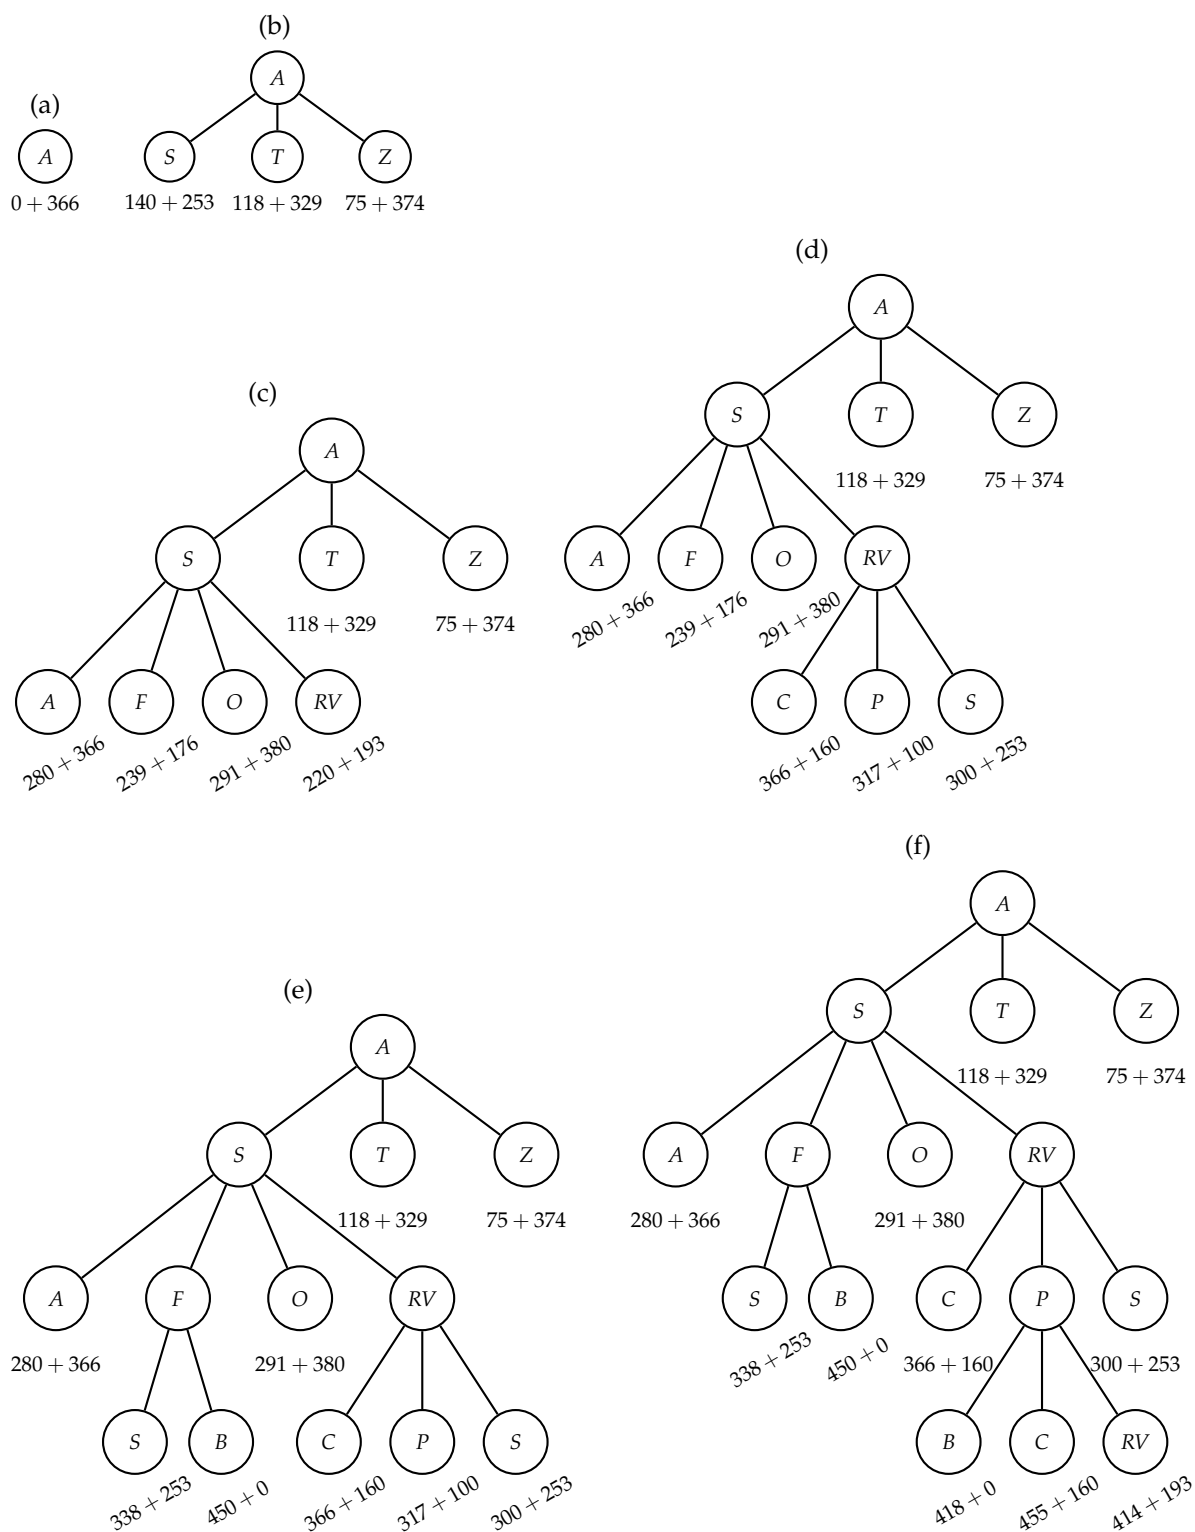 (b)
A
(a)
A
S
T
Z
0 + 366
140 + 253
118 + 329
75 + 374
(d)
A
S
T
Z
118 + 329
75 + 374
A
F
O
RV
280 + 366
239 + 176
291 + 380
C
P
S
366 + 160
317 + 100
300 + 253
(c)
A
S
T
Z
118 + 329
75 + 374
A
F
O
RV
280 + 366
239 + 176
291 + 380
220 + 193
(f)
A
S
T
Z
118 + 329
75 + 374
A
F
O
RV
280 + 366
291 + 380
S
B
C
P
S
338 + 253
450 + 0
366 + 160
300 + 253
B
C
RV
418 + 0
455 + 160
414 + 193
(e)
A
S
T
Z
118 + 329
75 + 374
A
F
O
RV
280 + 366
291 + 380
S
B
C
P
S
338 + 253
450 + 0
366 + 160
317 + 100
300 + 253